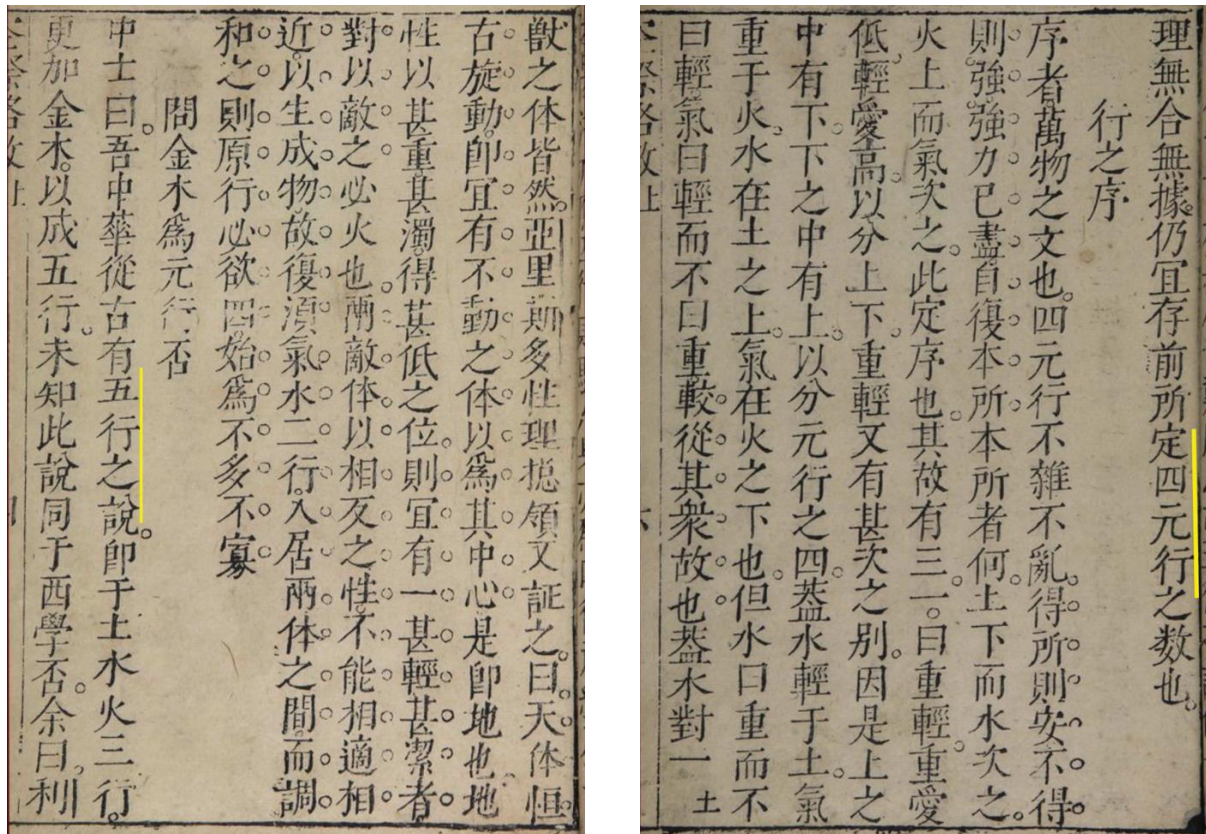 獸之体皆然。亞里斯多性理揔領又証之曰。天体恒
右旋動。卽宜有不動之体以爲其中心是卽地也。地
性以甚重甚濁。得甚低之位。則宜有一甚輕甚潔者
對以敵之必火也。兩敵体以相反之性。不能相適相
近。以生成物故復湏氣水二行。入居兩体之間。而調
和之。則原行必欲四。始爲不多不寡
問金木爲元行否
中士曰。吾中華從古有五行之說。卽于土水火三行。
更加金木。以成五行。未知此說同于西學否。余曰。利
理無合無據。仍宜存前所定四元行之数也。
行之序
序者萬物之文也。四元行不雜不亂。得所則安。不得
則強。強力已盡。自復本所。本所者何。上下而水次之。
火上而氣次之。此定序也。其故有三。一曰重輕。重愛
低。輕愛高。以分上下。重輕又有甚次之别。因是上之
中有下。下之中有上。以分元行之四。葢水輕于土。氣
重于火。水在土之上。氣在火之下也。但水曰重而不
曰輕。氣曰輕而不曰重。較從其衆故也。葢水對一
土